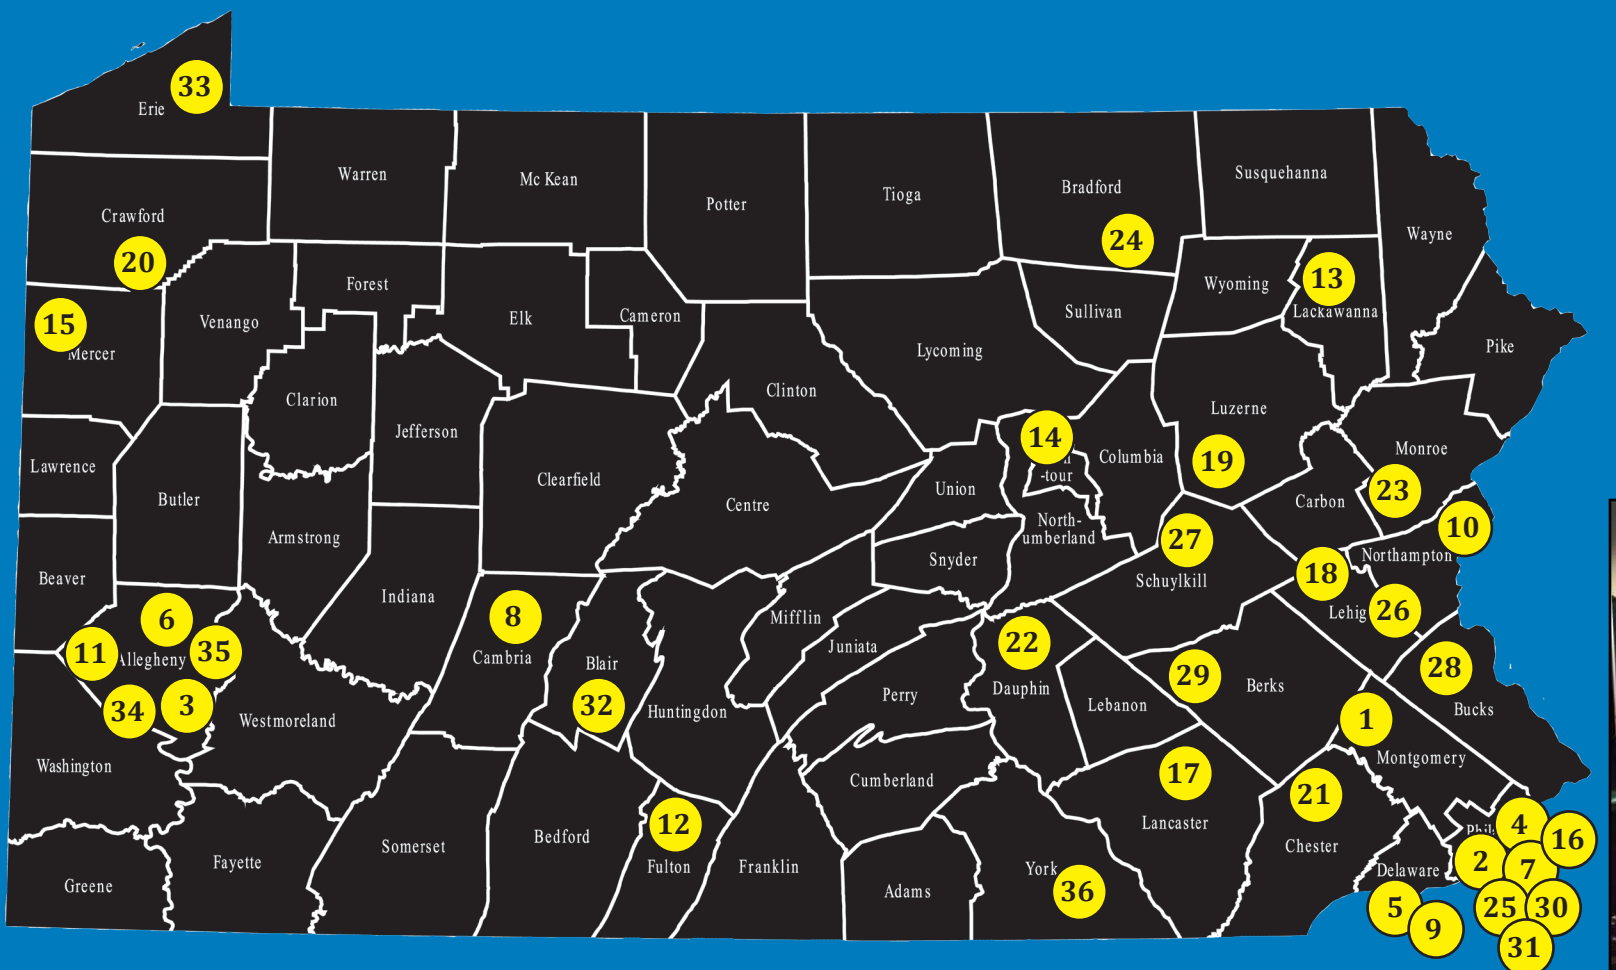 33
Erie
Warren
Mc Kean
Potter
Tioga
Bradford
24
Susquehanna
Wayne
Crawford
20
Forest
Wyoming
13
Lackawanna
15
Mercer
Venango
Elk
Cameron
Sullivan
Pike
Lycoming
Clarion
Clinton
Jefferson
Luzerne
19
14
-tour
Columbia
Monroe
23
Lawrence
Butler
Clearfield
Centre
Union
Carbon
10
Armstrong
North-
umberland
27
Northampton
Beaver
Snyder
18
Schuylkill
Indiana
8
Mifflin
26
6
11
Allegheny
35
Cambria
Blair
Juniata
22
Dauphin
29
Berks
28
Bucks
34
3
Westmoreland
32
Huntingdon
Perry
Lebanon
1
Montgomery
Washington
Cumberland
17
Lancaster
21
Chester
12
Fulton
4
16
Somerset
Bedford
Franklin
York
36
2
7
Delaware
Fayette
Greene
Adams
5
9
25
30
31